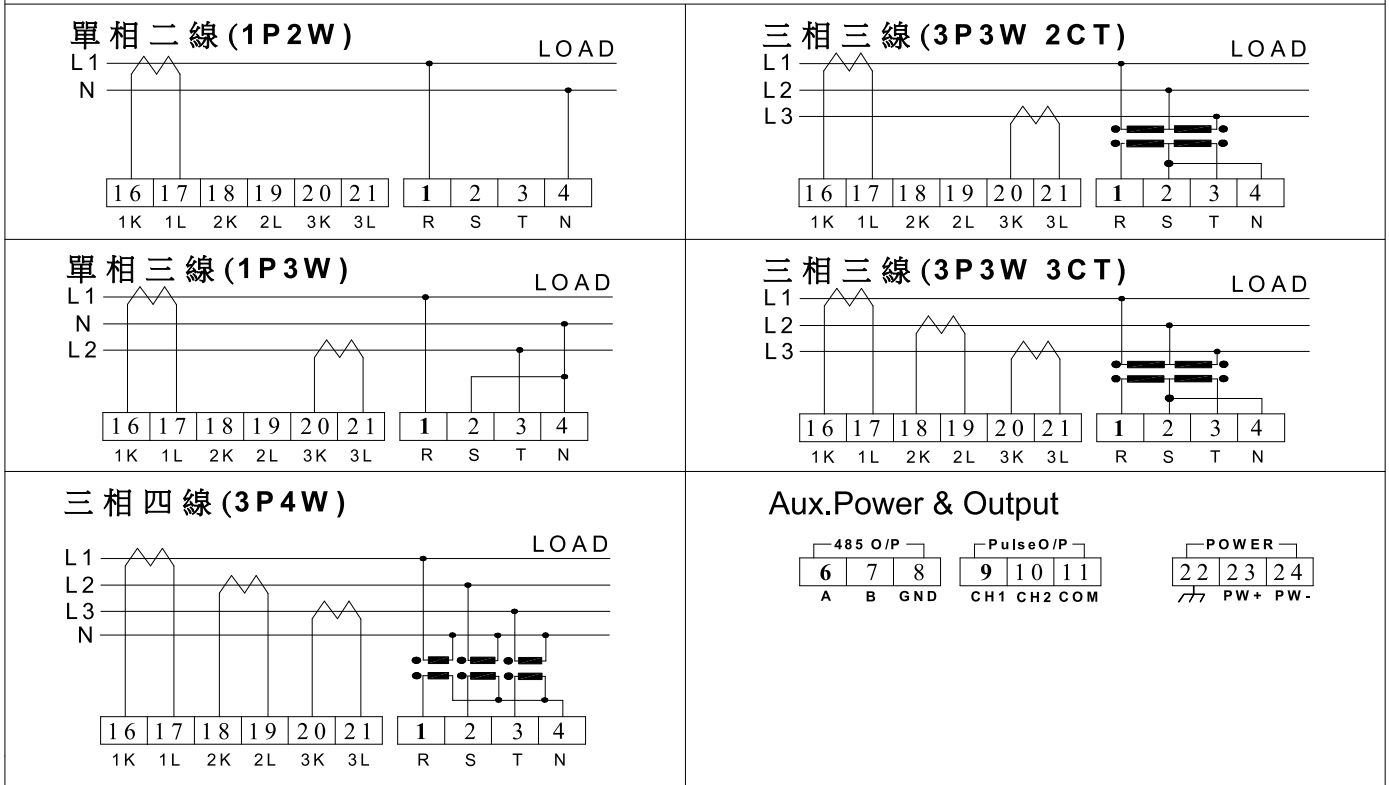 單相二線(1P2W)
LOAD
L1
N
16 17 18 19 20 21 1 2 3 4
1K 1L 2K 2L 3K 3L R S T N
三相三線(3P3W 2CT)
LOAD
L1
L2
L3
16 17 18 19 20 21 1 2 3 4
1K 1L 2K 2L 3K 3L R S T N
單相三線(1P3W)
LOAD
L1
N
L2
16 17 18 19 20 21 1 2 3 4
1K 1L 2K 2L 3K 3L R S T N
三相三線(3P3W 3CT)
LOAD
L1
L2
L3
16 17 18 19 20 21 1 2 3 4
1K 1L 2K 2L 3K 3L R S T N
三相四線(3P4W)
LOAD
L1
L2
L3
N
16 17 18 19 20 21 1 2 3 4
1K 1L 2K 2L 3K 3L R S T N
Aux.Power & Output
485 O/P PulseO/P POWER
6 7 8 9 10 11 22 23 24
A B GND CH1 CH2 COM PW+ PW-